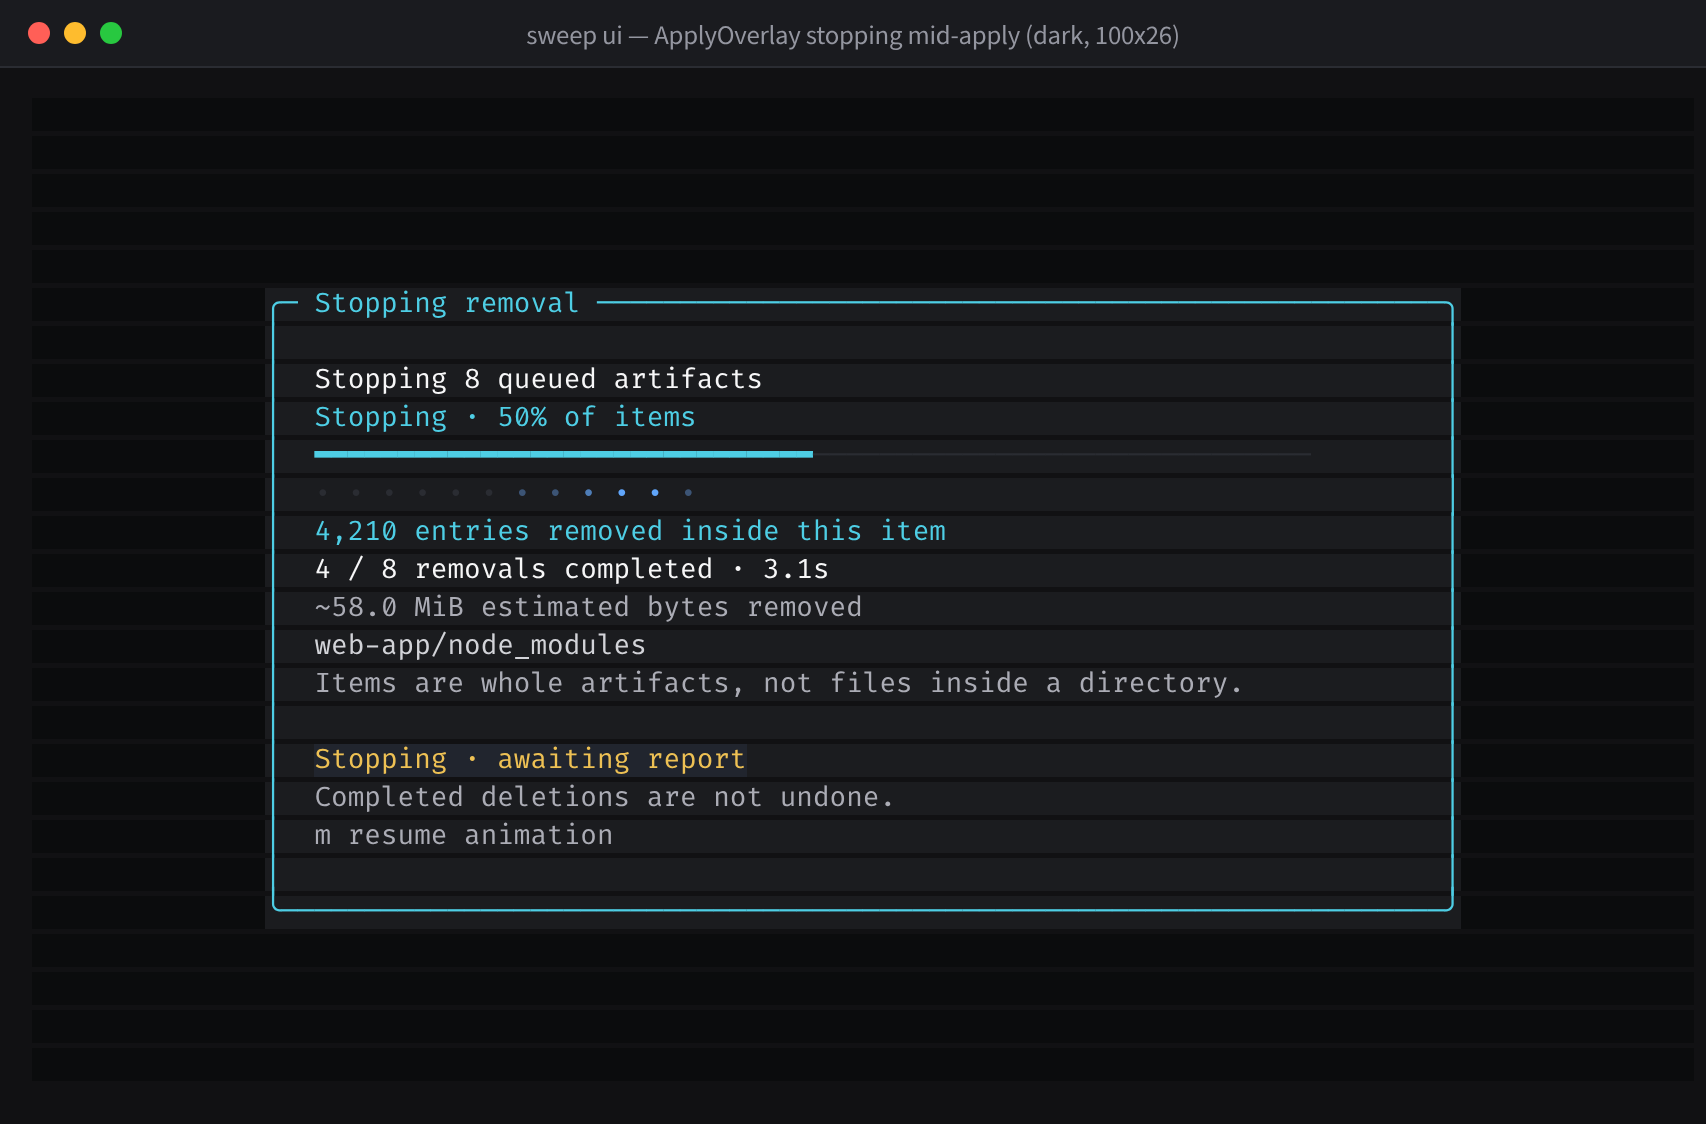 sweep ui — ApplyOverlay stopping mid-apply (dark, 100x26)
Stopping removal
Stopping 8 queued artifacts
Stopping · 50% of items
4,210 entries removed inside this item
4 / 8 removals completed · 3.1s
~58.0 MiB estimated bytes removed
web-app/node_modules
Items are whole artifacts, not files inside a directory.
Stopping · awaiting report
Completed deletions are not undone.
m resume animation